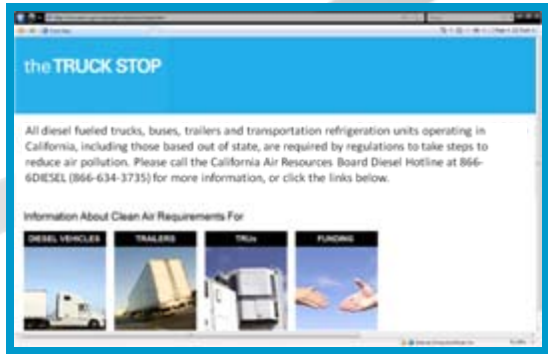 the TRUCK STOP
All diesel fueled trucks, buses, trailers and transportation refrigeration units operating in
California, including those based out of state, are required by regulations to take steps to
reduce air pollution. Please call the California Air Resources Board Diesel Hotline at 866-
6DIESEL (866-634-3735) for more information, or click the links below.
Information About Clean Air Requirements For
DIESEL VEHICLES TRAILERS TRUs FUNDING